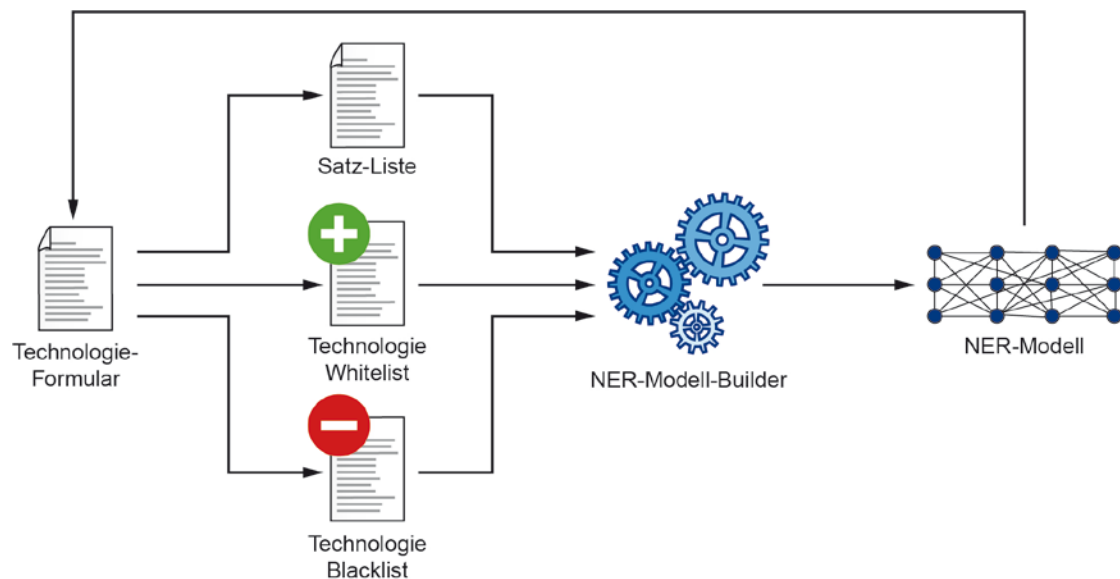 Satz-Liste
Technologie-
Formular
Technologie
Whitelist
NER-Modell-Builder
NER-Modell
Technologie
Blacklist